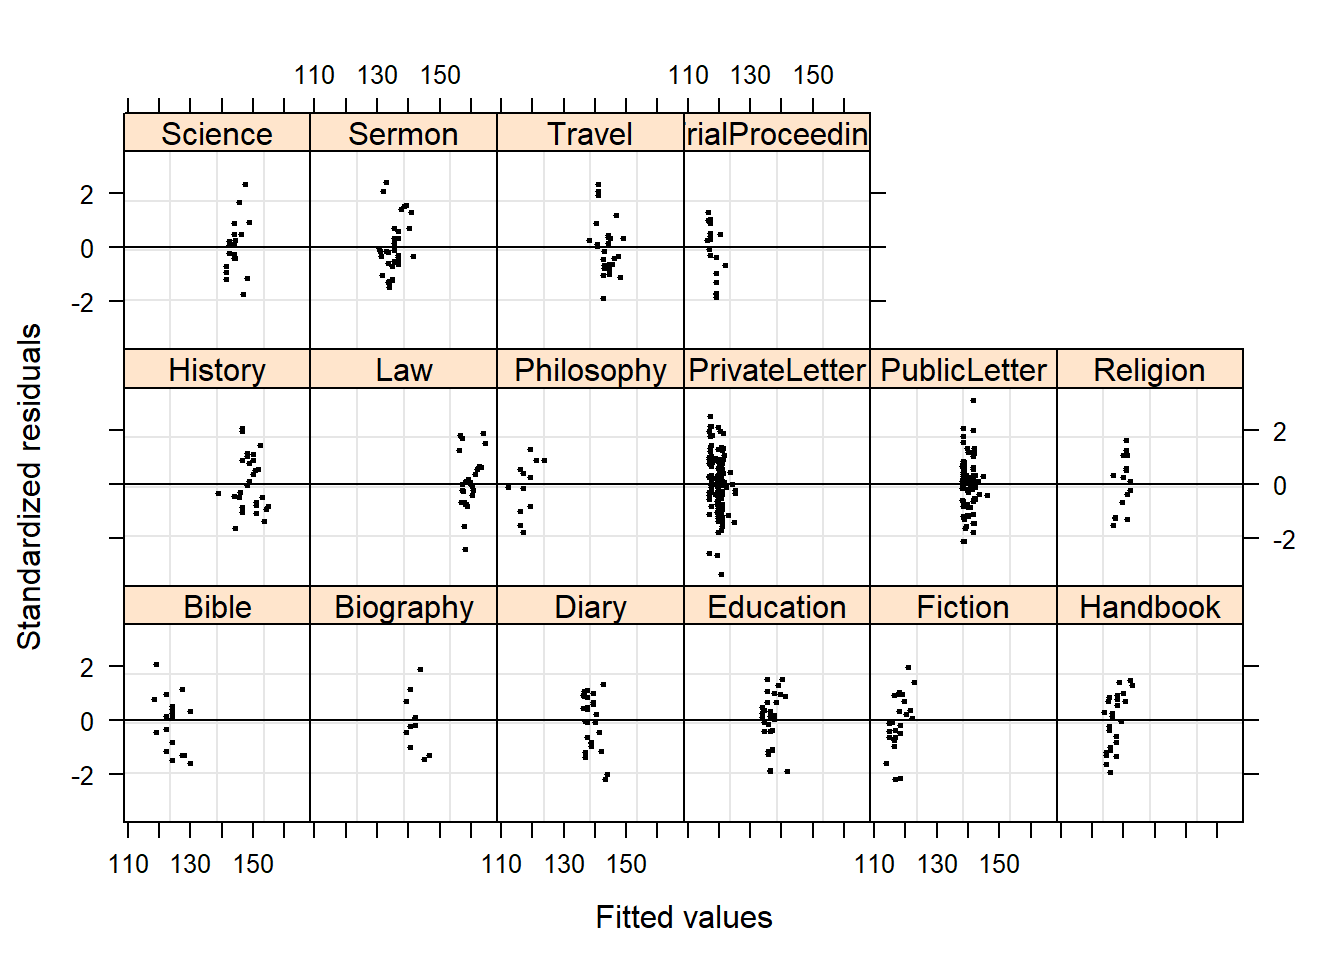 110 130 150 110 130 150
Science Sermon Travel rialProceedin
2
0
-2
History Law Philosophy PrivateLetter PublicLetter Religion
2
0
-2
Bible Biography Diary Education Fiction Handbook
2
0
-2
110 130 150 110 130 150 110 130 150
Fitted values
Standardized residuals